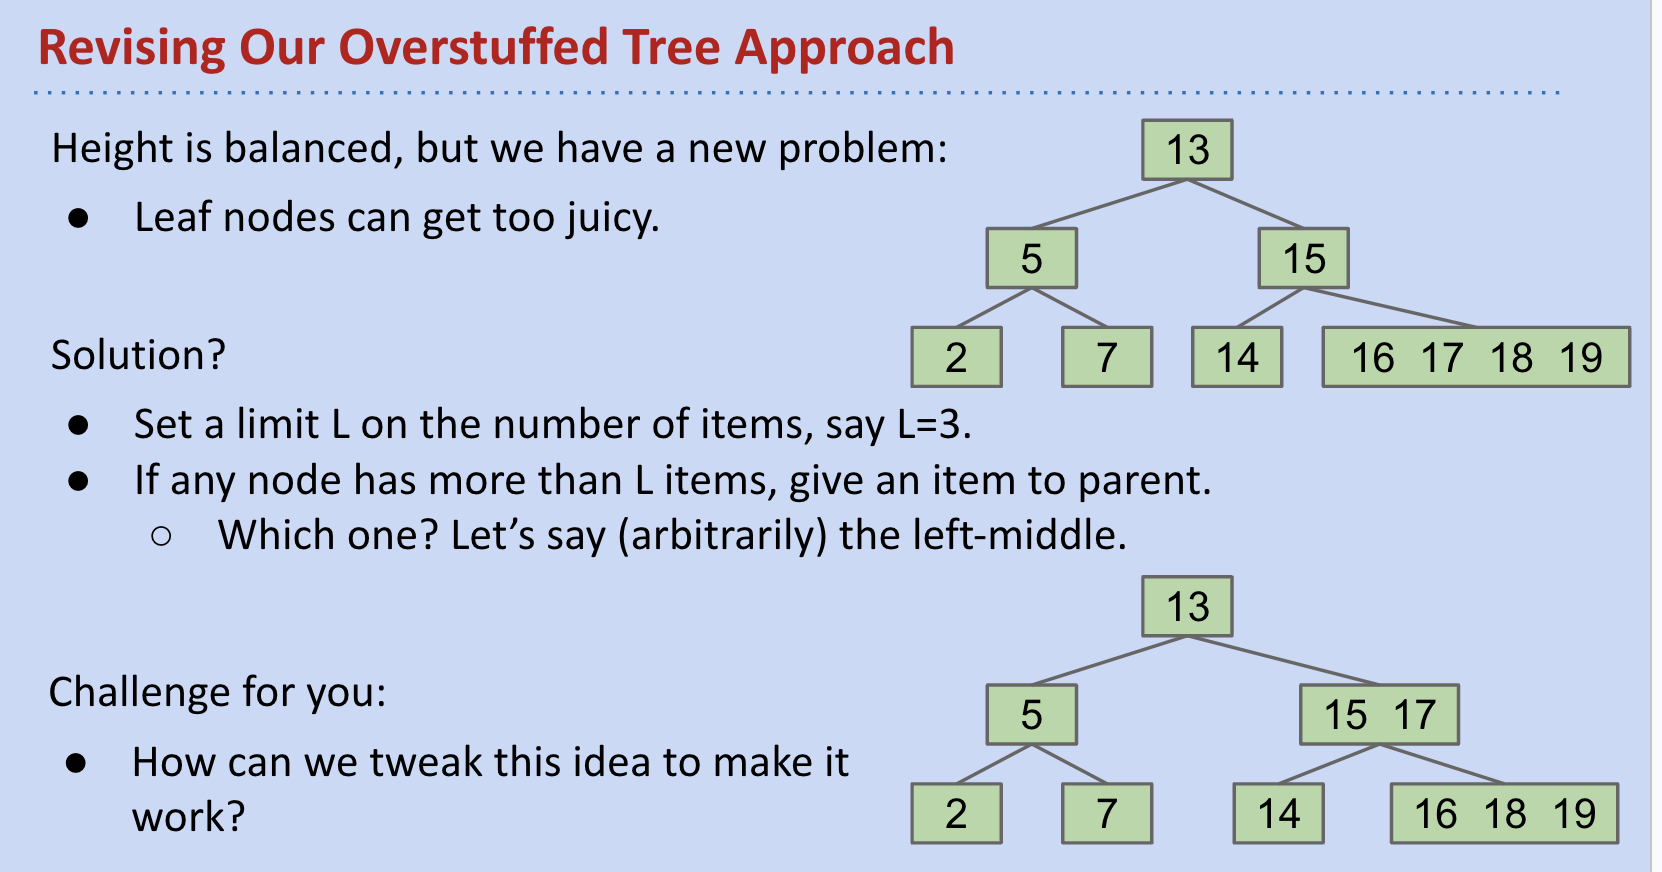 Revising Our Overstuffed Tree Approach
Height is balanced, but we have a new problem:
● Leaf nodes can get too juicy.
13
5 15
2 7 14 16 17 18 19
Solution?
● Set a limit L on the number of items, say L=3.
● If any node has more than L items, give an item to parent.
○ Which one? Let’s say (arbitrarily) the left-middle.
13
5 15 17
2 7 14 16 18 19
Challenge for you:
● How can we tweak this idea to make it
work?